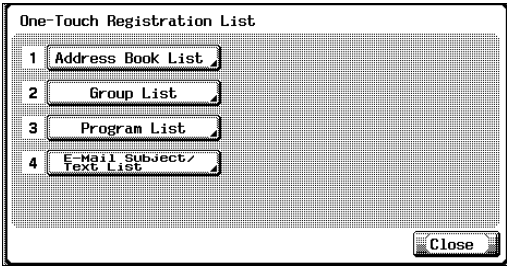 One-Touch Registration List
1 Address Book List
2 Group List
3 Program List
4 E-Mail Subject/
Text List
Close